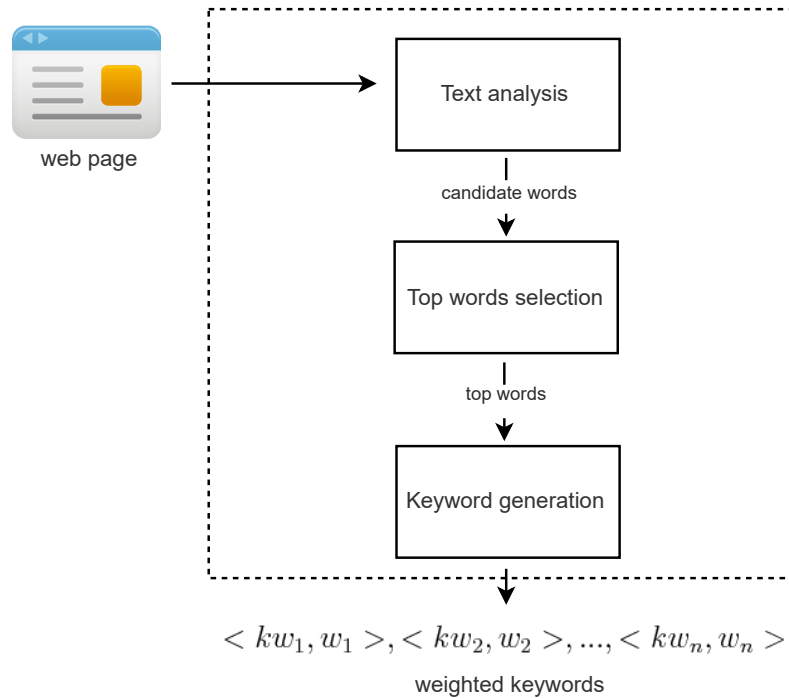 web page
Text analysis
candidate words
Top words selection
top words
Keyword generation
< kw₁, w₁ >, < kw₂, w₂ >, ..., < kwₙ, wₙ >
weighted keywords